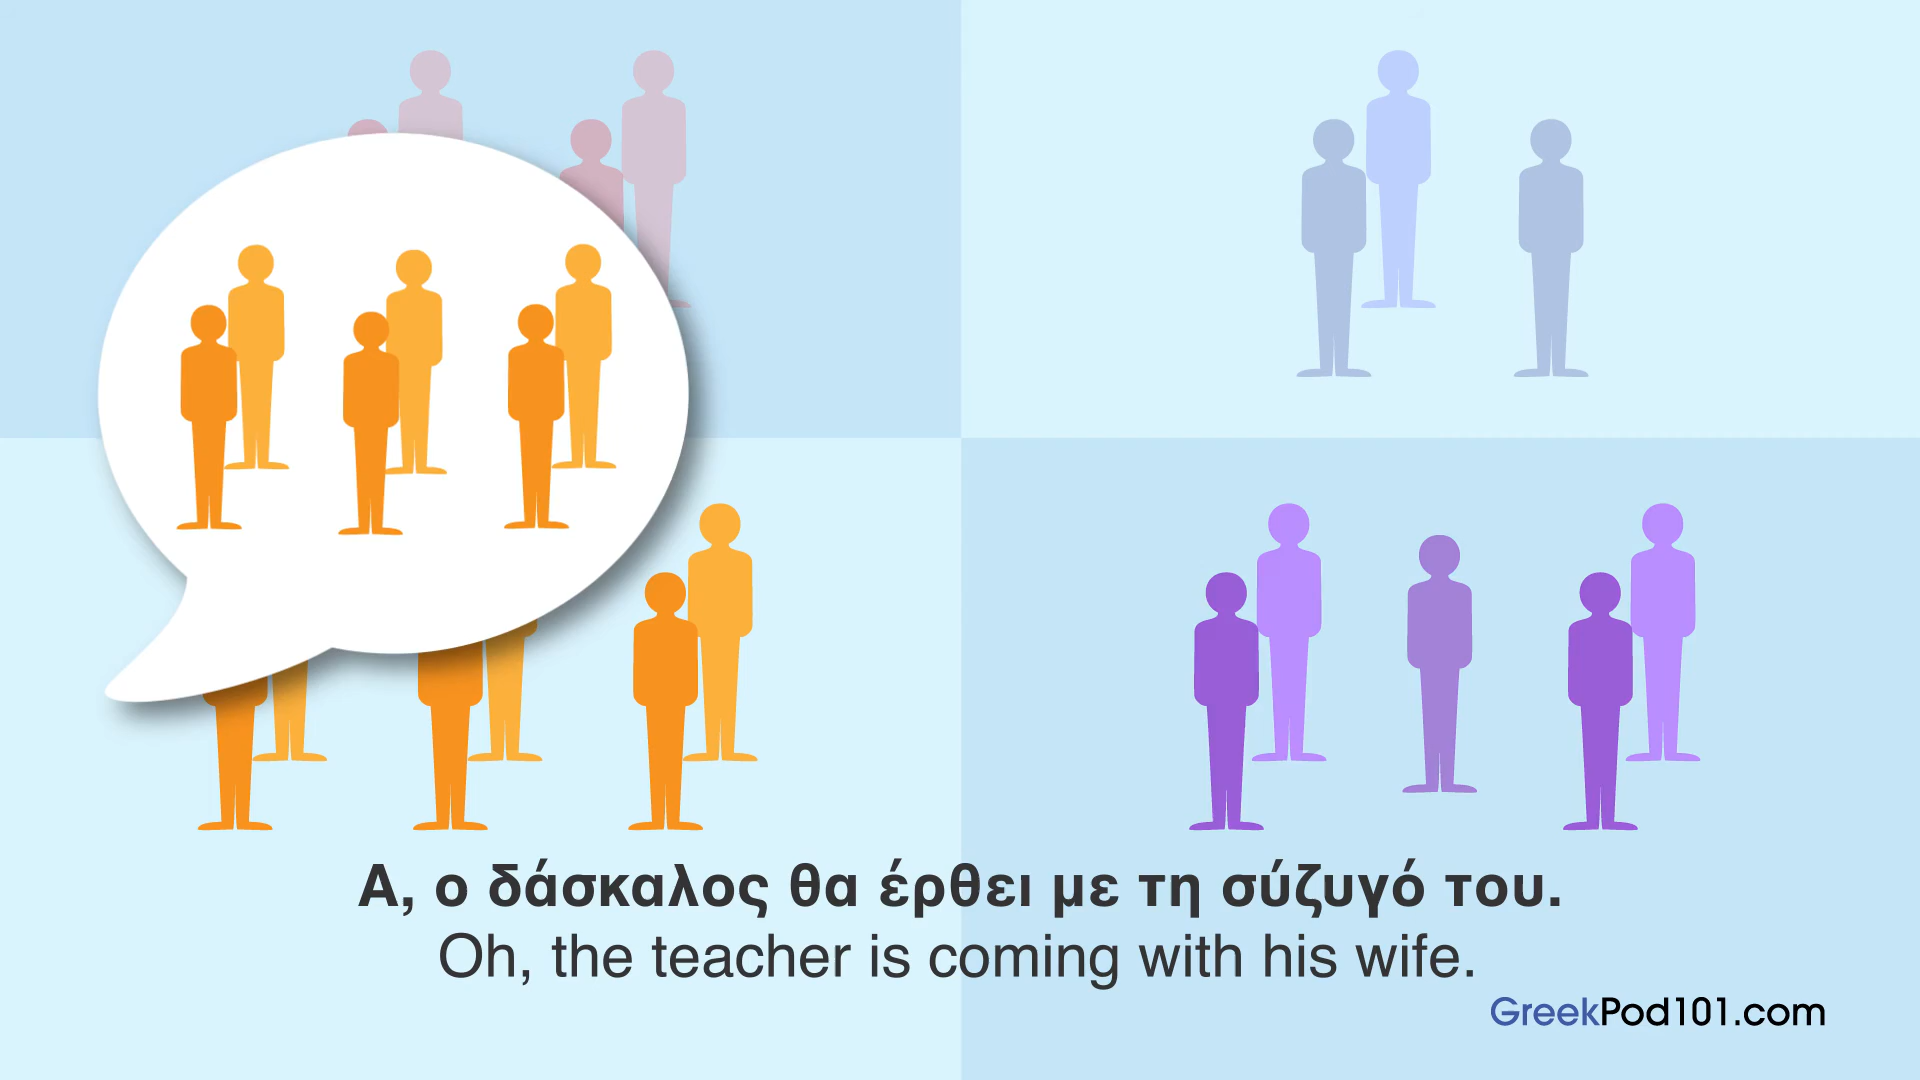 Α, ο δάσκαλος θα έρθει με τη σύζυγό του.
Oh, the teacher is coming with his wife.
GreekPod101.com